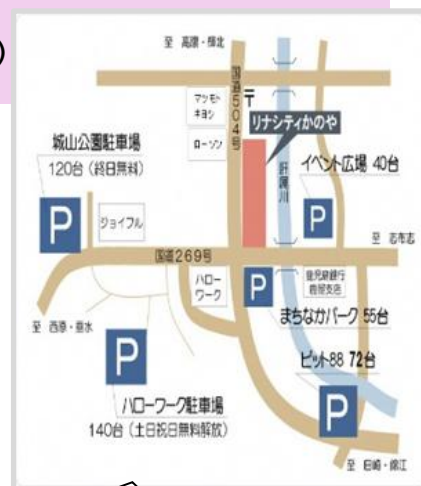 至 高隈・輝北
国道504号
マツモト
キヨシ
〒
リナシティかのや
ローソン
肝属川
城山公園駐車場
120台（終日無料）
イベント広場 40台
P
P
ジョイフル
至 志布志
国道269号
ハロー
ワーク
P
鹿児島銀行
鹿屋支店
まちなかパーク 55台
至 西原・垂水
P
ピット88 72台
P
ハローワーク駐車場
140台（土日祝日無料解放）
至 田崎・錦江